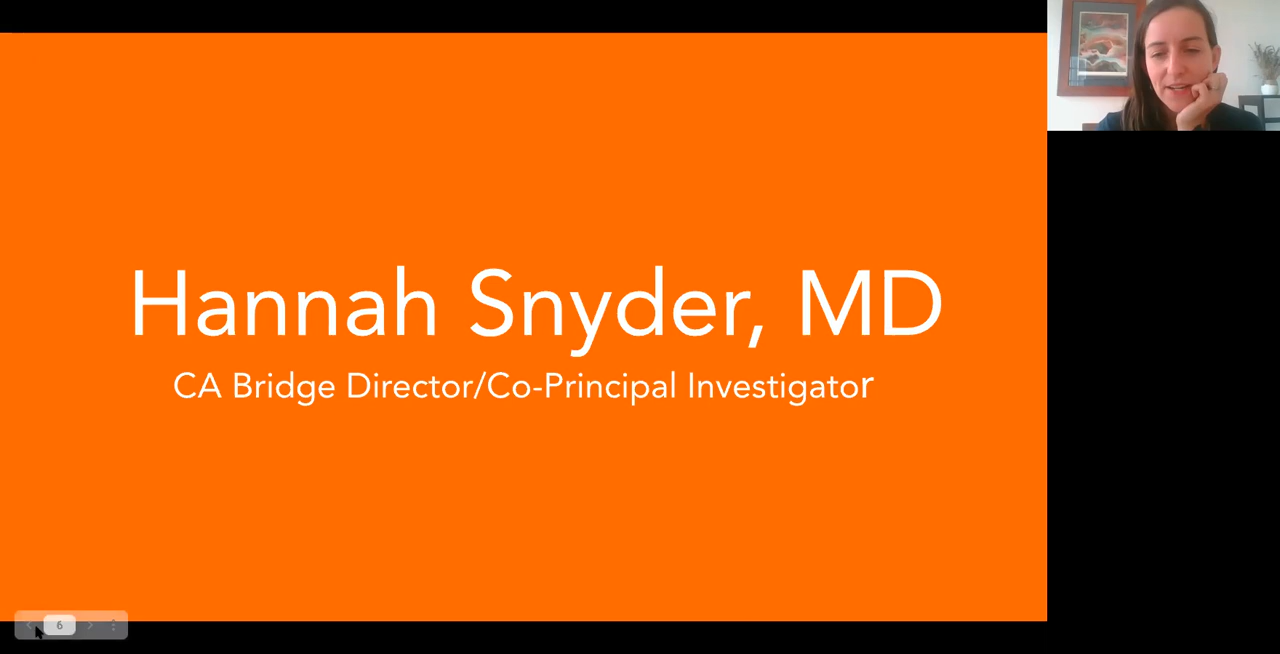 Hannah Snyder, MD
CA Bridge Director/Co-Principal Investigator
6